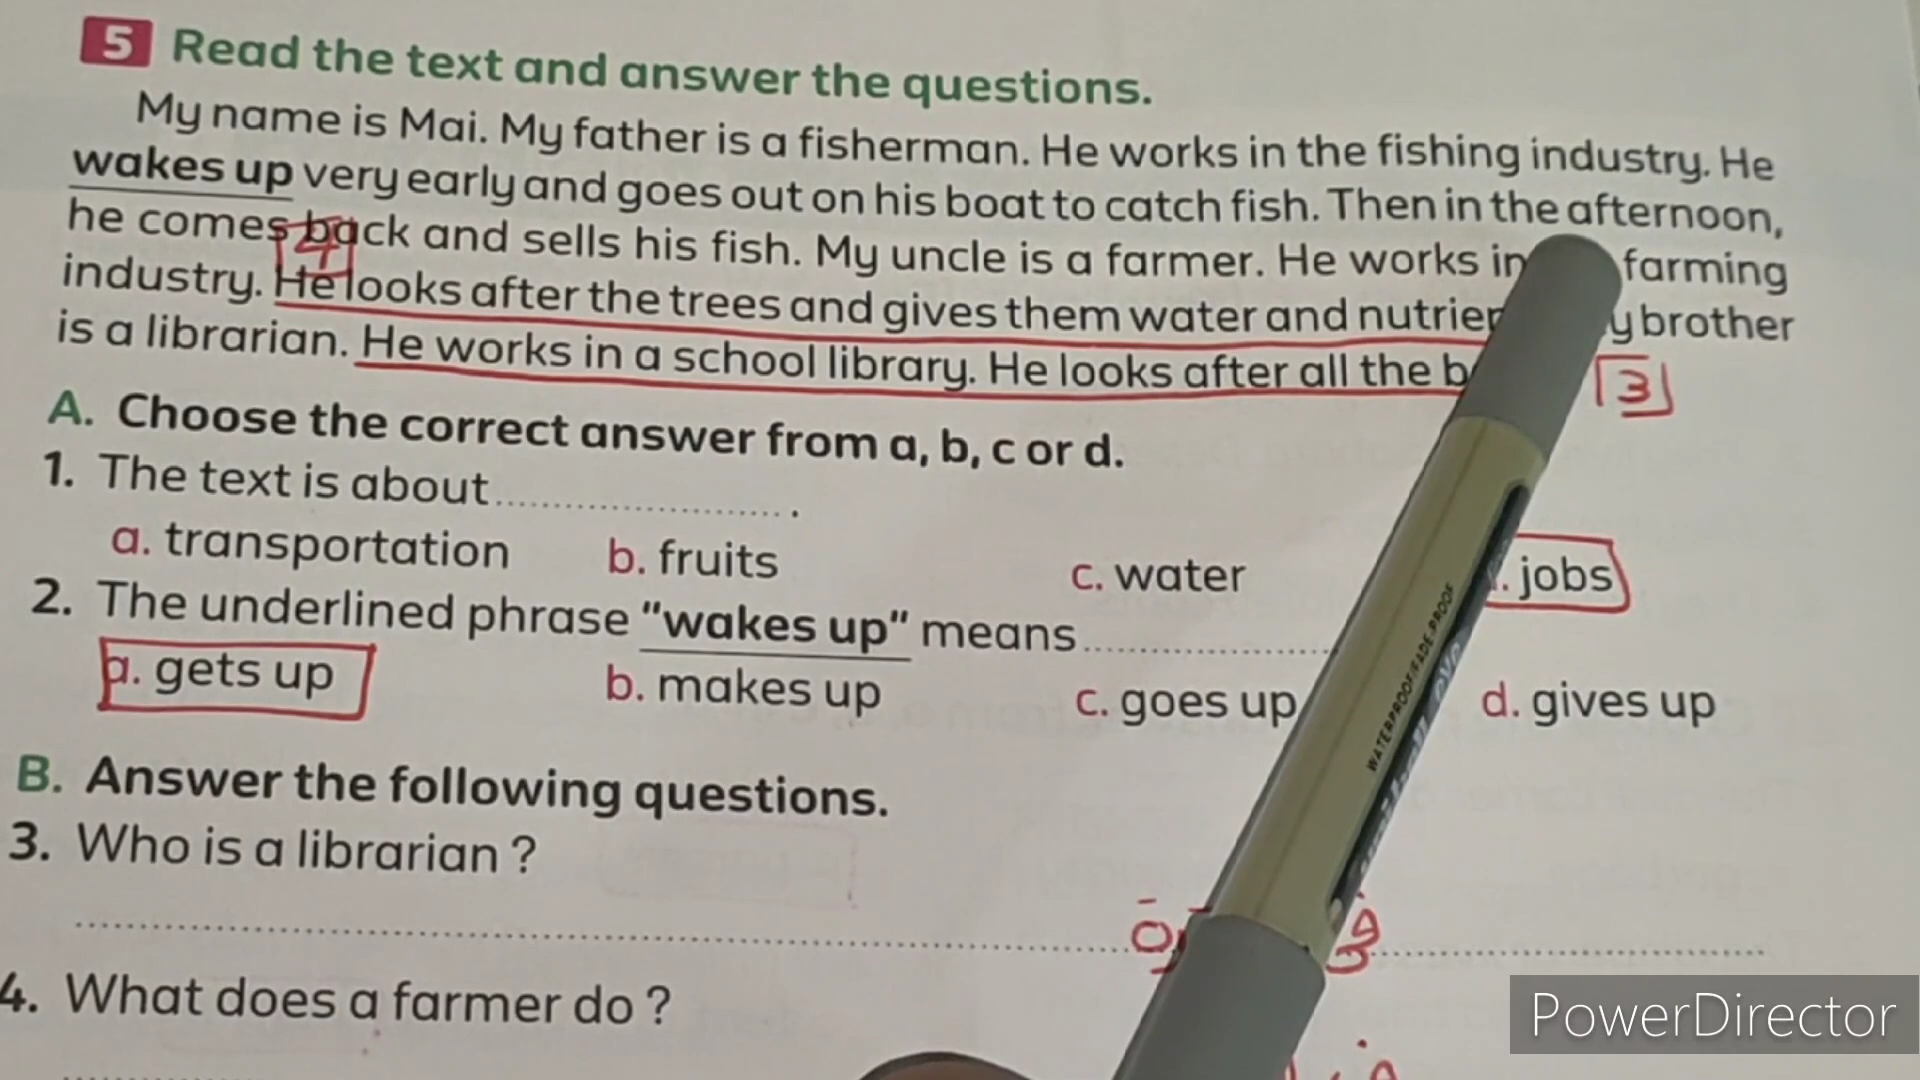 5 Read the text and answer the questions.
My name is Mai. My father is a fisherman. He works in the fishing industry. He
wakes up very early and goes out on his boat to catch fish. Then in the afternoon,
he comes back and sells his fish. My uncle is a farmer. He works in farming
4
industry. He looks after the trees and gives them water and brother
is a librarian. He works in a school library. He looks after all the
3
A. Choose the correct answer from a, b, c or d.
1. The text is about .
a. transportation b. fruits c. water jobs
2. The underlined phrase "wakes up" means
a. gets up b. makes up c. goes up d. gives up
B. Answer the following questions.
3. Who is a librarian ?
4. What does a farmer do ?
WATERPROOF/FADE PROOF
PowerDirector